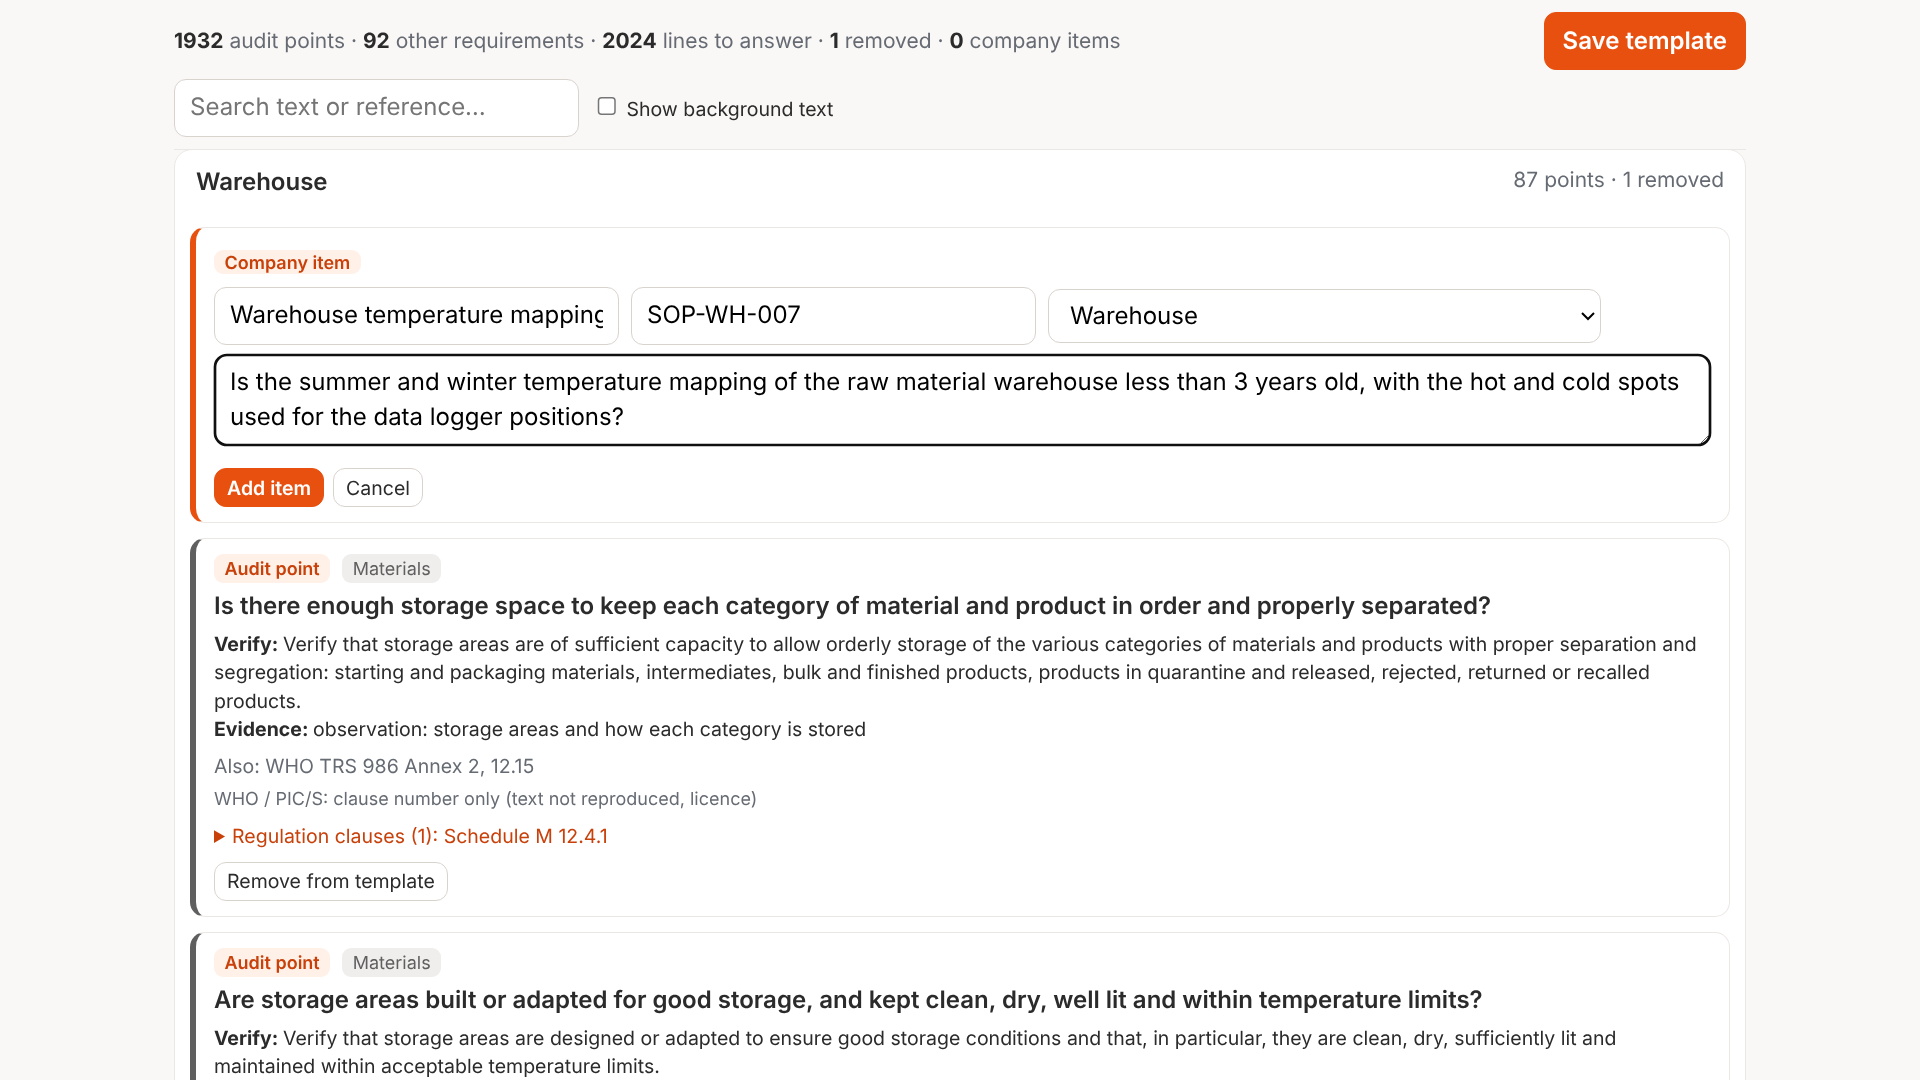 1932 audit points · 92 other requirements · 2024 lines to answer · 1 removed · 0 company items
Save template
Search text or reference...
Show background text
Warehouse
87 points · 1 removed
Company item
Warehouse temperature mapping
SOP-WH-007
Warehouse
Is the summer and winter temperature mapping of the raw material warehouse less than 3 years old, with the hot and cold spots
used for the data logger positions?
Add item
Cancel
Audit point
Materials
Is there enough storage space to keep each category of material and product in order and properly separated?
Verify: Verify that storage areas are of sufficient capacity to allow orderly storage of the various categories of materials and products with proper separation and
segregation: starting and packaging materials, intermediates, bulk and finished products, products in quarantine and released, rejected, returned or recalled
products.
Evidence: observation: storage areas and how each category is stored
Also: WHO TRS 986 Annex 2, 12.15
WHO / PIC/S: clause number only (text not reproduced, licence)
Regulation clauses (1): Schedule M 12.4.1
Remove from template
Audit point
Materials
Are storage areas built or adapted for good storage, and kept clean, dry, well lit and within temperature limits?
Verify: Verify that storage areas are designed or adapted to ensure good storage conditions and that, in particular, they are clean, dry, sufficiently lit and
maintained within acceptable temperature limits.